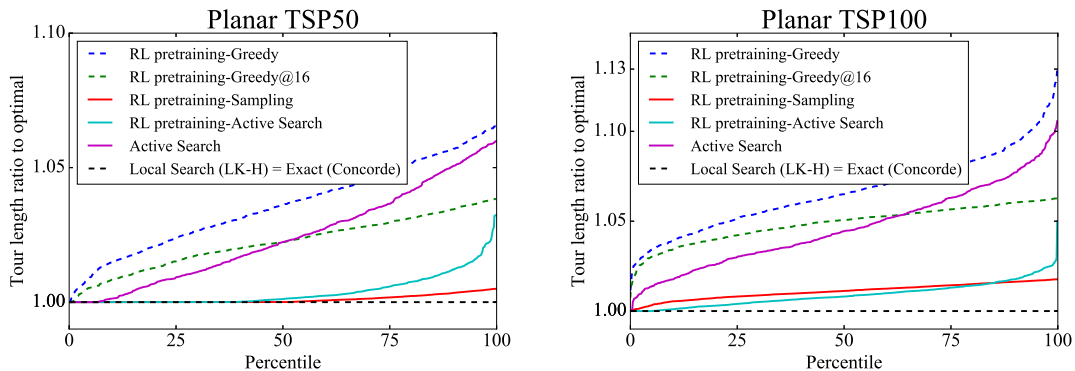 Planar TSP50
Tour length ratio to optimal
1.10
1.05
1.00
RL pretraining-Greedy
RL pretraining-Greedy@16
RL pretraining-Sampling
RL pretraining-Active Search
Active Search
Local Search (LK-H) = Exact (Concorde)
0 25 50 75 100
Percentile
Planar TSP100
Tour length ratio to optimal
1.13
1.10
1.05
1.00
RL pretraining-Greedy
RL pretraining-Greedy@16
RL pretraining-Sampling
RL pretraining-Active Search
Active Search
Local Search (LK-H) = Exact (Concorde)
0 25 50 75 100
Percentile